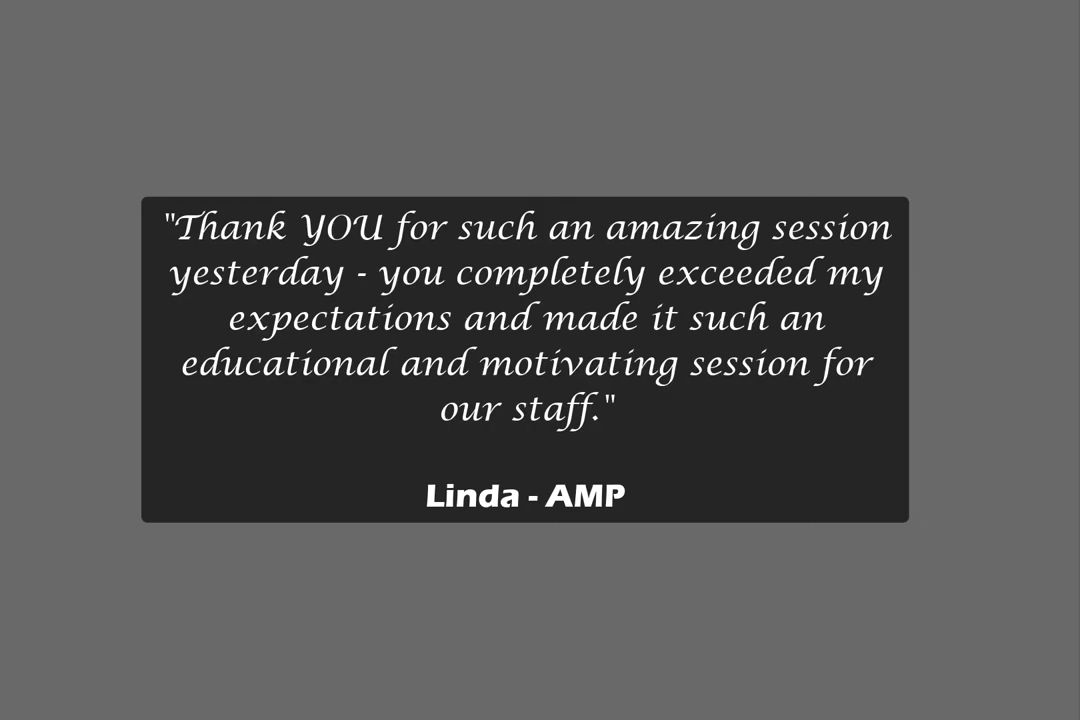 "Thank YOU for such an amazing session
yesterday - you completely exceeded my
expectations and made it such an
educational and motivating session for
our staff."
Linda - AMP